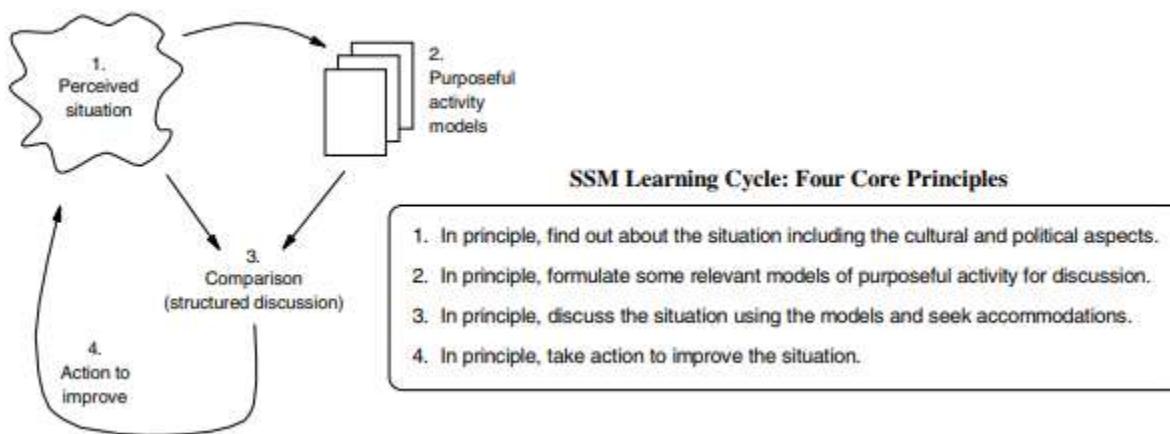 1.
Perceived
situation
2.
Purposeful
activity
models
3.
Comparison
(structured discussion)
4.
Action to
improve
SSM Learning Cycle: Four Core Principles
1. In principle, find out about the situation including the cultural and political aspects.
2. In principle, formulate some relevant models of purposeful activity for discussion.
3. In principle, discuss the situation using the models and seek accommodations.
4. In principle, take action to improve the situation.